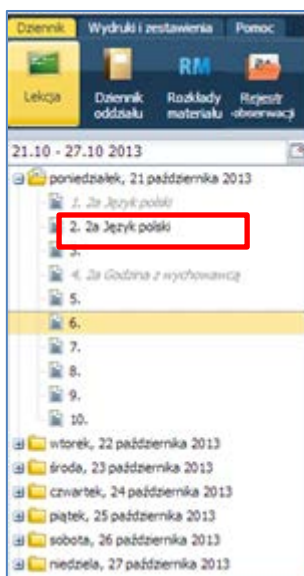 Dziennik Wydruki i zestawienia Pomoc
RM
Lekcja Dziennik oddziału Rozkłady materiału Rejestr obserwacji
21.10 - 27.10 2013
poniedziałek, 21 października 2013
1. 2a Język polski
2. 2a Język polski
3.
4. 2a Godzina z wychowawcą
5.
6.
7.
8.
9.
10.
wtorek, 22 października 2013
środa, 23 października 2013
czwartek, 24 października 2013
piątek, 25 października 2013
sobota, 26 października 2013
niedziela, 27 października 2013